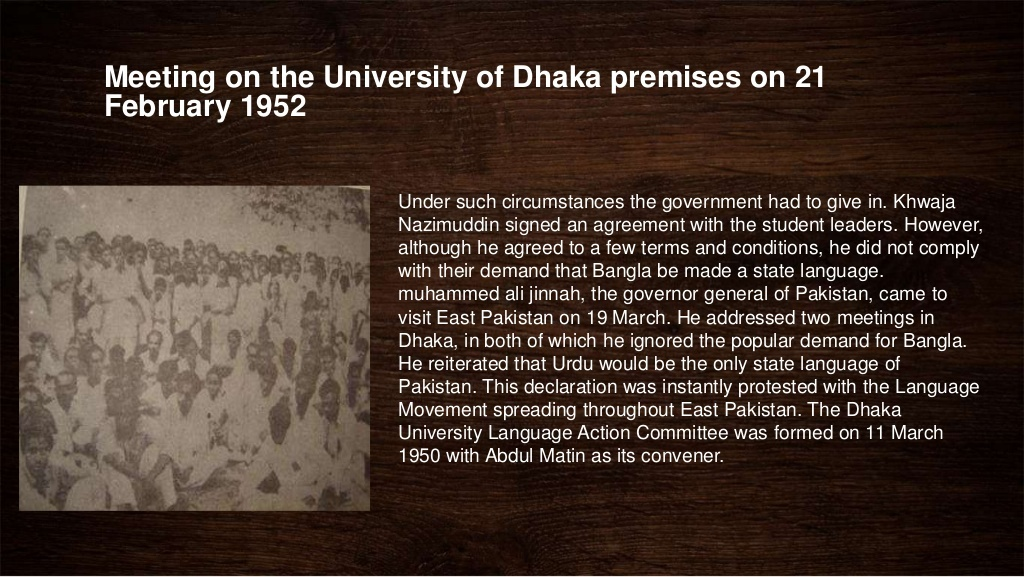 Meeting on the University of Dhaka premises on 21
February 1952
Under such circumstances the government had to give in. Khwaja
Nazimuddin signed an agreement with the student leaders. However,
although he agreed to a few terms and conditions, he did not comply
with their demand that Bangla be made a state language.
muhammed ali jinnah, the governor general of Pakistan, came to
visit East Pakistan on 19 March. He addressed two meetings in
Dhaka, in both of which he ignored the popular demand for Bangla.
He reiterated that Urdu would be the only state language of
Pakistan. This declaration was instantly protested with the Language
Movement spreading throughout East Pakistan. The Dhaka
University Language Action Committee was formed on 11 March
1950 with Abdul Matin as its convener.